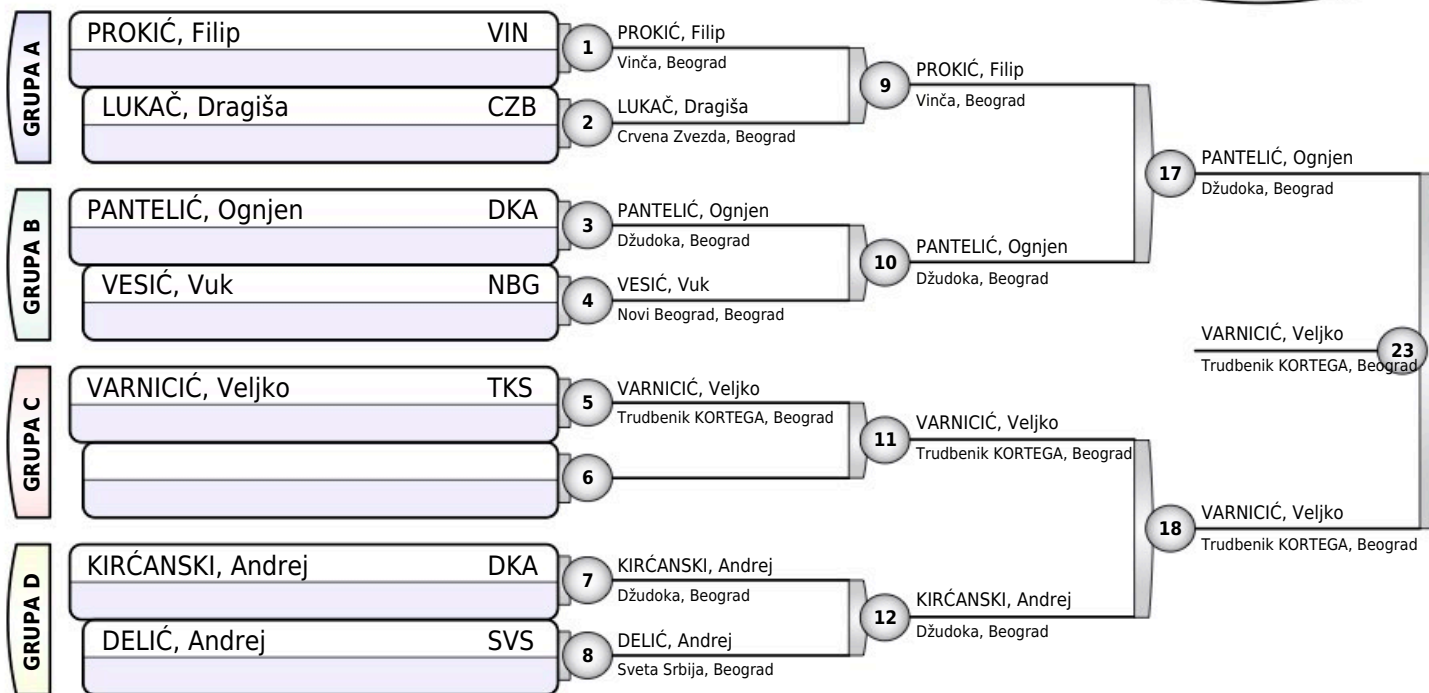 GRUPA A
PROKIĆ, Filip VIN
LUKAČ, Dragiša CZB
1
PROKIĆ, Filip
Vinča, Beograd
2
LUKAČ, Dragiša
Crvena Zvezda, Beograd
9
PROKIĆ, Filip
Vinča, Beograd
GRUPA B
PANTELIĆ, Ognjen DKA
VESIĆ, Vuk NBG
3
PANTELIĆ, Ognjen
Džudoka, Beograd
4
VESIĆ, Vuk
Novi Beograd, Beograd
10
PANTELIĆ, Ognjen
Džudoka, Beograd
17
PANTELIĆ, Ognjen
Džudoka, Beograd
GRUPA C
VARNICIĆ, Veljko TKS
5
VARNICIĆ, Veljko
Trudbenik KORTEGA, Beograd
6
11
VARNICIĆ, Veljko
Trudbenik KORTEGA, Beograd
GRUPA D
KIRĆANSKI, Andrej DKA
DELIĆ, Andrej SVS
7
KIRĆANSKI, Andrej
Džudoka, Beograd
8
DELIĆ, Andrej
Sveta Srbija, Beograd
12
KIRĆANSKI, Andrej
Džudoka, Beograd
18
VARNICIĆ, Veljko
Trudbenik KORTEGA, Beograd
VARNICIĆ, Veljko
Trudbenik KORTEGA, Beograd
23